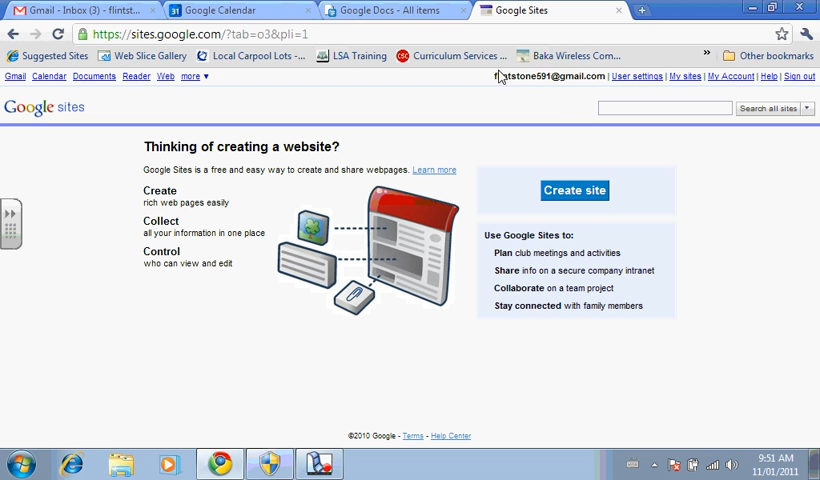 Gmail - Inbox (3) - flintst...
31 Google Calendar
Google Docs - All items
Google Sites
https://sites.google.com/?tab=o3&pli=1
Suggested Sites
Web Slice Gallery
Local Carpool Lots -...
LSA Training
CSC Curriculum Services ...
Baka Wireless Com...
»
Other bookmarks
Gmail Calendar Documents Reader Web more ▼
@gmail.com | User settings | My sites | My Account | Help | Sign out
Google sites
Search all sites
Thinking of creating a website?
Google Sites is a free and easy way to create and share webpages. Learn more
Create
rich web pages easily
Collect
all your information in one place
Control
who can view and edit
Create site
Use Google Sites to:
Plan club meetings and activities
Share info on a secure company intranet
Collaborate on a team project
Stay connected with family members
©2010 Google - Terms - Help Center
9:51 AM
11/01/2011